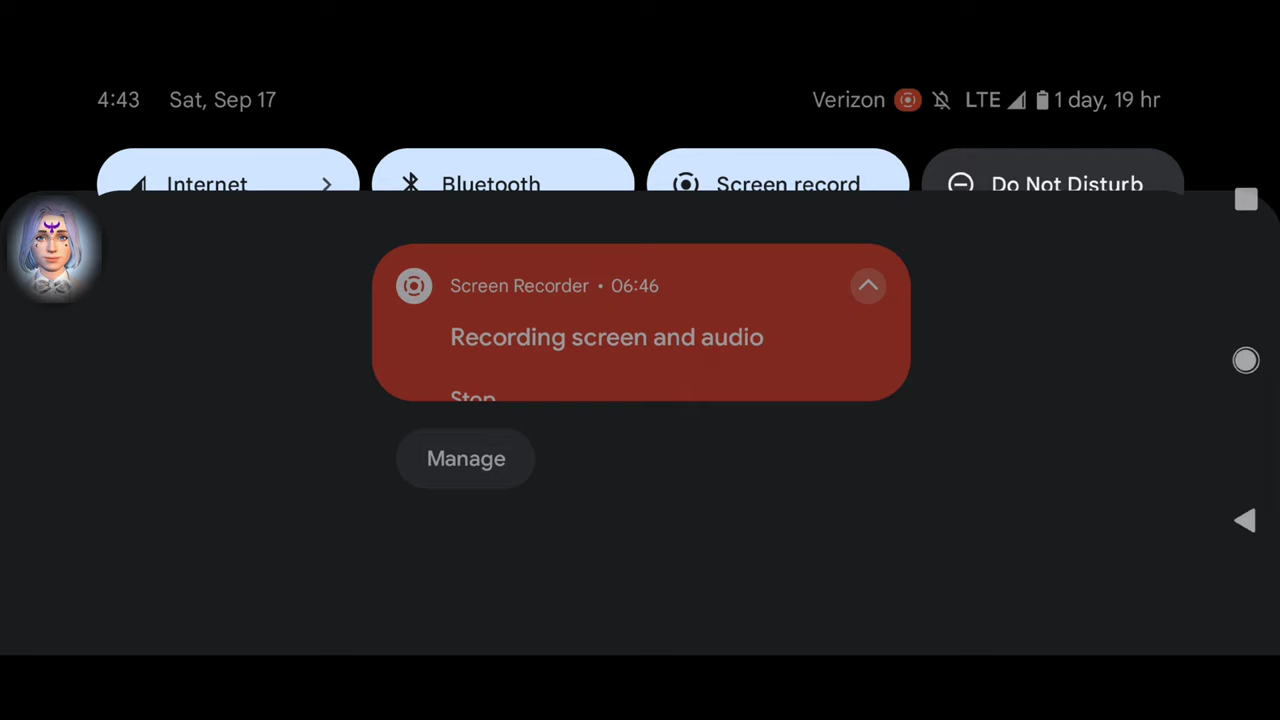 4:43 Sat, Sep 17 Verizon LTE 1 day, 19 hr
Internet Bluetooth Screen record Do Not Disturb
Screen Recorder • 06:46
Recording screen and audio
Stop
Manage